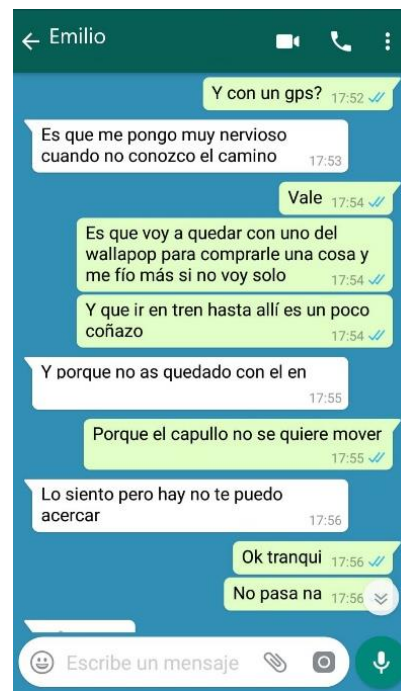 Emilio
Y con un gps? 17:52
Es que me pongo muy nervioso
cuando no conozco el camino 17:53
Vale 17:54
Es que voy a quedar con uno del
wallapop para comprarle una cosa y
me fío más si no voy solo 17:54
Y que ir en tren hasta allí es un poco
coñazo 17:54
Y porque no as quedado con el en
17:55
Porque el capullo no se quiere mover
17:55
Lo siento pero hay no te puedo
acercar 17:56
Ok tranqui 17:56
No pasa na 17:56
Escribe un mensaje